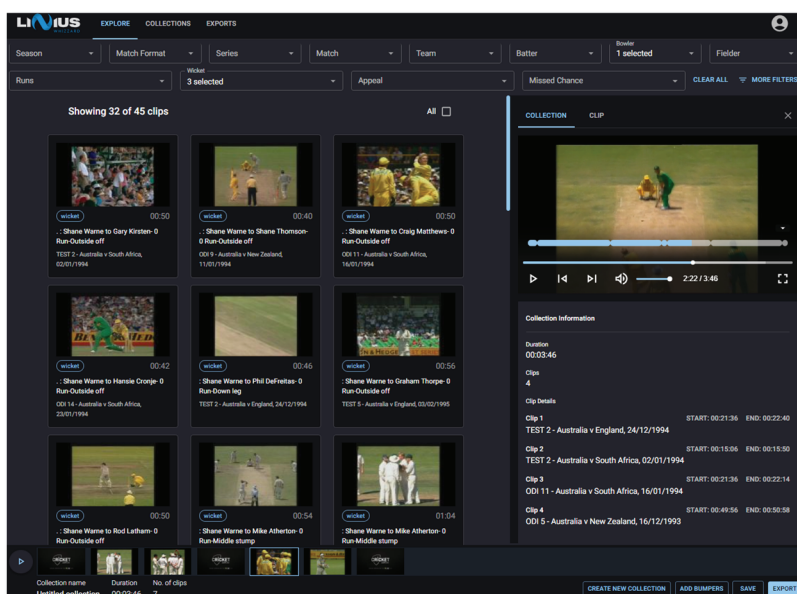 LINIUS
WHIZZARD
EXPLORE
COLLECTIONS
EXPORTS
Season
Match Format
Series
Match
Team
Batter
Bowler
1 selected
Fielder
Runs
Wicket
3 selected
Appeal
Missed Chance
CLEAR ALL
MORE FILTERS
Showing 32 of 45 clips
All
wicket 00:50
. : Shane Warne to Gary Kirsten- 0
Run-Outside off
TEST 2 - Australia v South Africa,
02/01/1994
wicket 00:40
. : Shane Warne to Shane Thomson-
0 Run-Outside off
ODI 9 - Australia v New Zealand,
11/01/1994
wicket 00:50
. : Shane Warne to Craig Matthews- 0
Run-Outside off
ODI 11 - Australia v South Africa,
16/01/1994
wicket 00:42
. : Shane Warne to Hansie Cronje- 0
Run-Outside off
ODI 14 - Australia v South Africa,
23/01/1994
wicket 00:46
. : Shane Warne to Phil DeFreitas- 0
Run-Down leg
TEST 2 - Australia v England, 24/12/1994
wicket 00:56
. : Shane Warne to Graham Thorpe- 0
Run-Outside off
TEST 5 - Australia v England, 03/02/1995
wicket 00:50
. : Shane Warne to Rod Latham- 0
Run-Outside off
wicket 00:54
. : Shane Warne to Mike Atherton- 0
Run-Middle stump
wicket 01:04
. : Shane Warne to Mike Atherton- 0
Run-Middle stump
COLLECTION
CLIP
2:22 / 3:46
Collection Information
Duration
00:03:46
Clips
4
Clip Details
Clip 1 START: 00:21:36 END: 00:22:40
TEST 2 - Australia v England, 24/12/1994
Clip 2 START: 00:15:06 END: 00:15:50
TEST 2 - Australia v South Africa, 02/01/1994
Clip 3 START: 00:21:36 END: 00:22:14
ODI 11 - Australia v South Africa, 16/01/1994
Clip 4 START: 00:49:56 END: 00:50:58
ODI 5 - Australia v New Zealand, 16/12/1993
CRICKET
CRICKET
CRICKET
Collection name Duration No. of clips
Untitled collection 00:03:46 7
CREATE NEW COLLECTION
ADD BUMPERS
SAVE
EXPORT